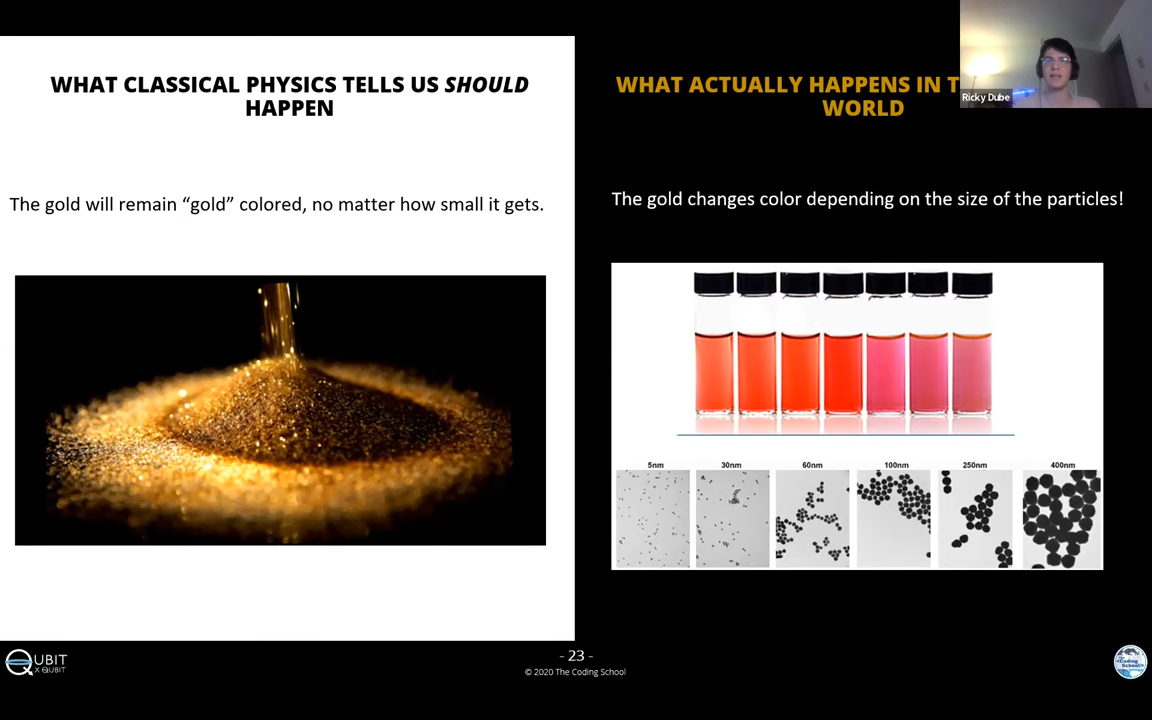 WHAT CLASSICAL PHYSICS TELLS US SHOULD
HAPPEN
The gold will remain “gold” colored, no matter how small it gets.
WHAT ACTUALLY HAPPENS IN T
WORLD
Ricky Dube
The gold changes color depending on the size of the particles!
5nm
30nm
60nm
100nm
250nm
400nm
QUBIT
X QUBIT
- 23 -
© 2020 The Coding School
<Coding
School/>